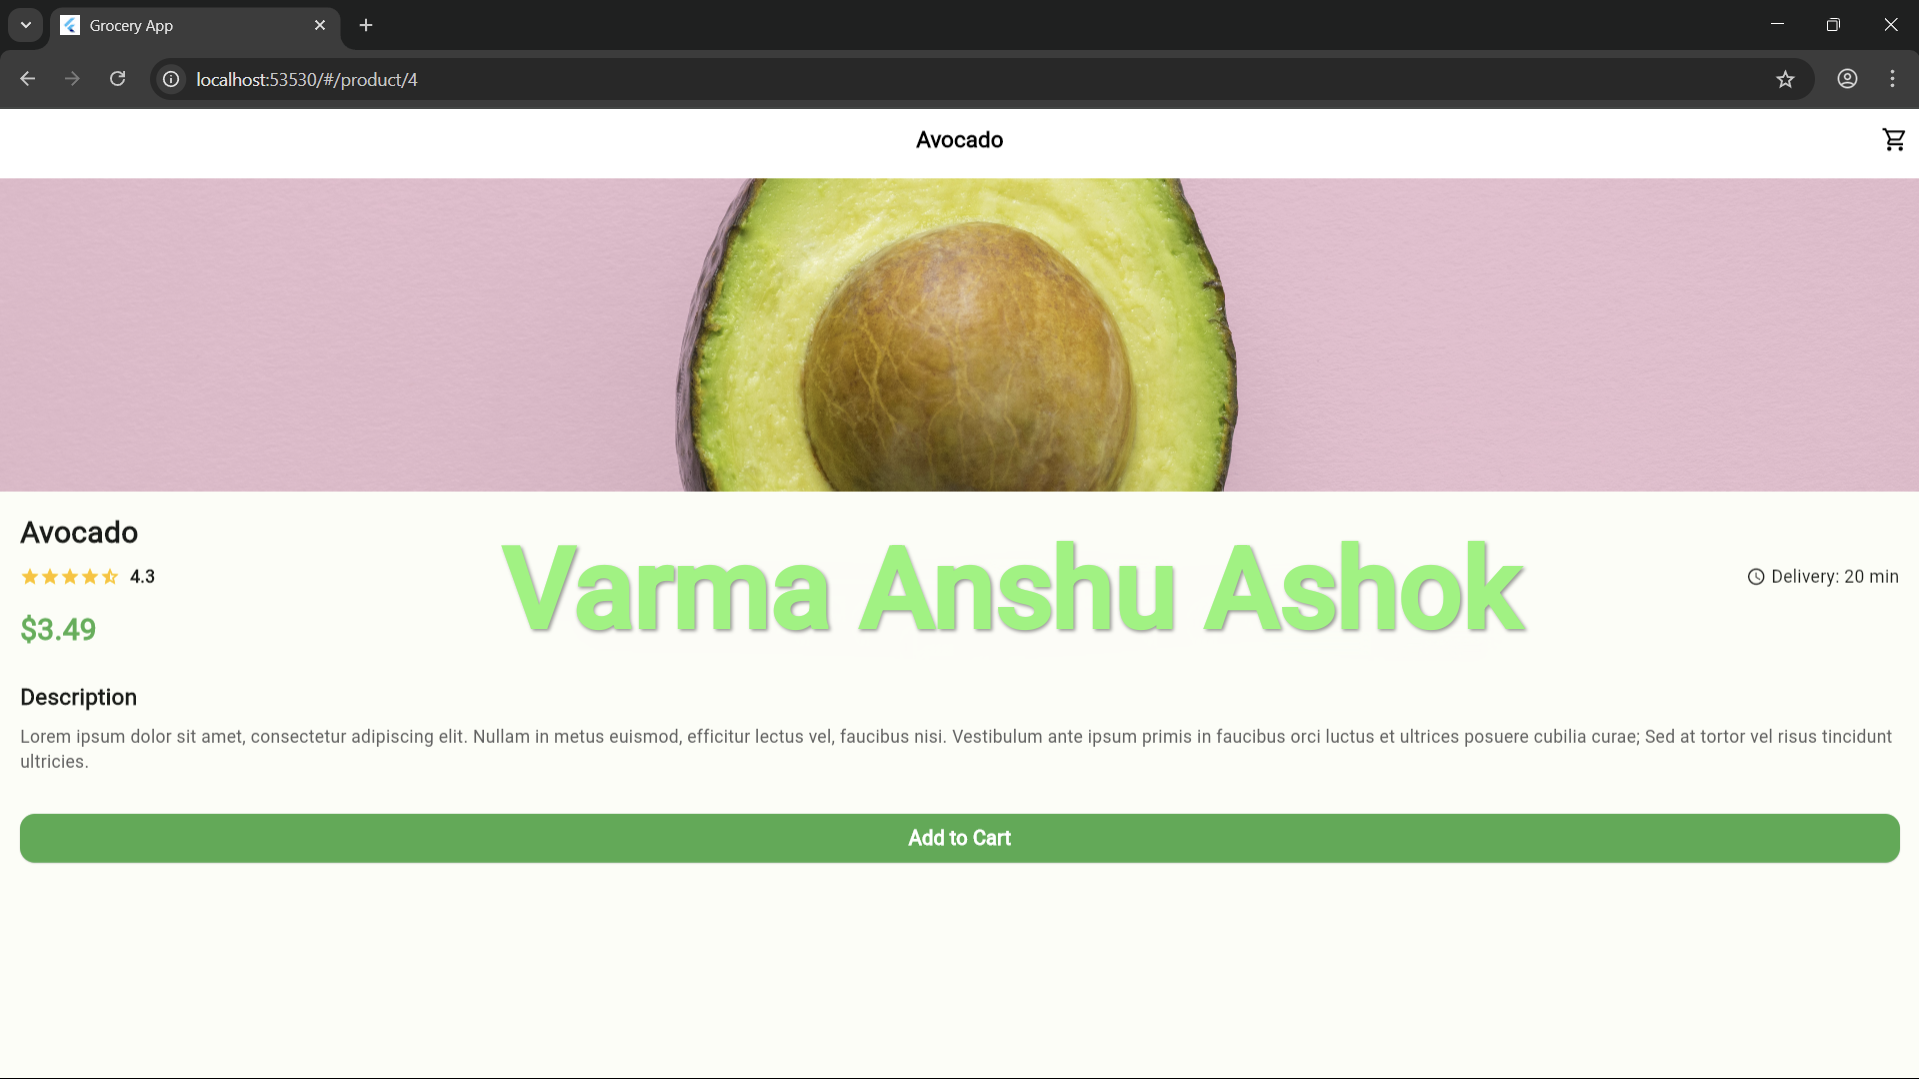 Grocery App
localhost:53530/#/product/4
Avocado
Avocado
4.3
Delivery: 20 min
Varma Anshu Ashok
$3.49
Description
Lorem ipsum dolor sit amet, consectetur adipiscing elit. Nullam in metus euismod, efficitur lectus vel, faucibus nisi. Vestibulum ante ipsum primis in faucibus orci luctus et ultrices posuere cubilia curae; Sed at tortor vel risus tincidunt
ultricies.
Add to Cart